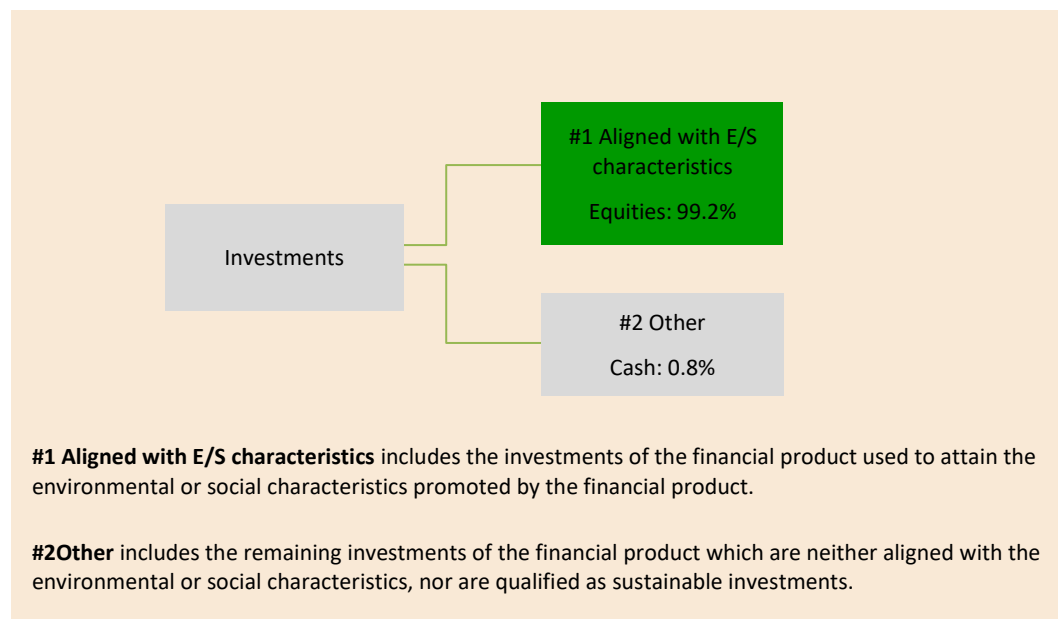 #1 Aligned with E/S
characteristics
Equities: 99.2%
Investments
#2 Other
Cash: 0.8%
#1 Aligned with E/S characteristics includes the investments of the financial product used to attain the
environmental or social characteristics promoted by the financial product.
#2Other includes the remaining investments of the financial product which are neither aligned with the
environmental or social characteristics, nor are qualified as sustainable investments.